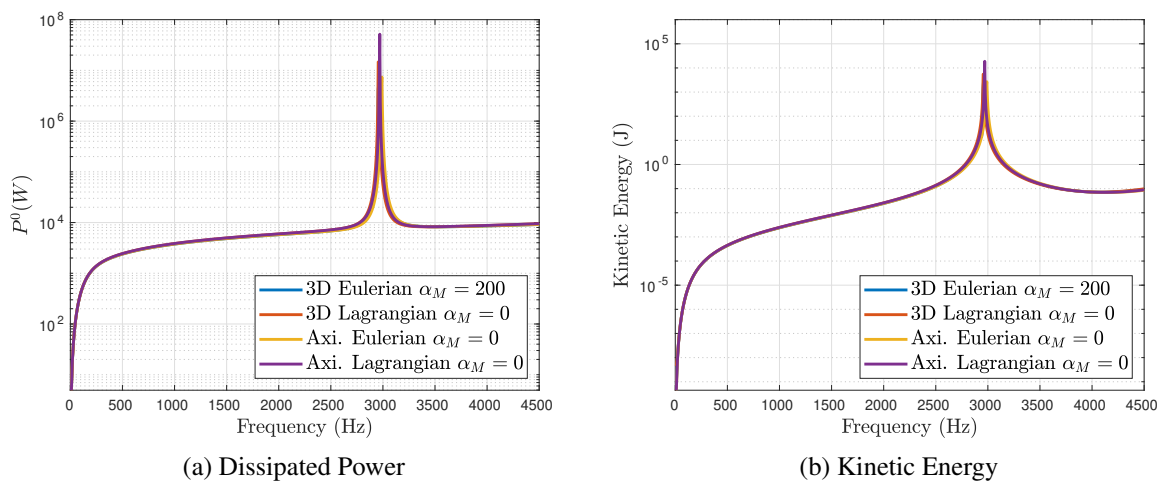 10^8
10^6
10^4
10^2
P^0(W)
0 500 1000 1500 2000 2500 3000 3500 4000 4500
Frequency (Hz)
3D Eulerian α_M = 200
3D Lagrangian α_M = 0
Axi. Eulerian α_M = 0
Axi. Lagrangian α_M = 0
(a) Dissipated Power
10^5
10^0
10^-5
Kinetic Energy (J)
0 500 1000 1500 2000 2500 3000 3500 4000 4500
Frequency (Hz)
3D Eulerian α_M = 200
3D Lagrangian α_M = 0
Axi. Eulerian α_M = 0
Axi. Lagrangian α_M = 0
(b) Kinetic Energy